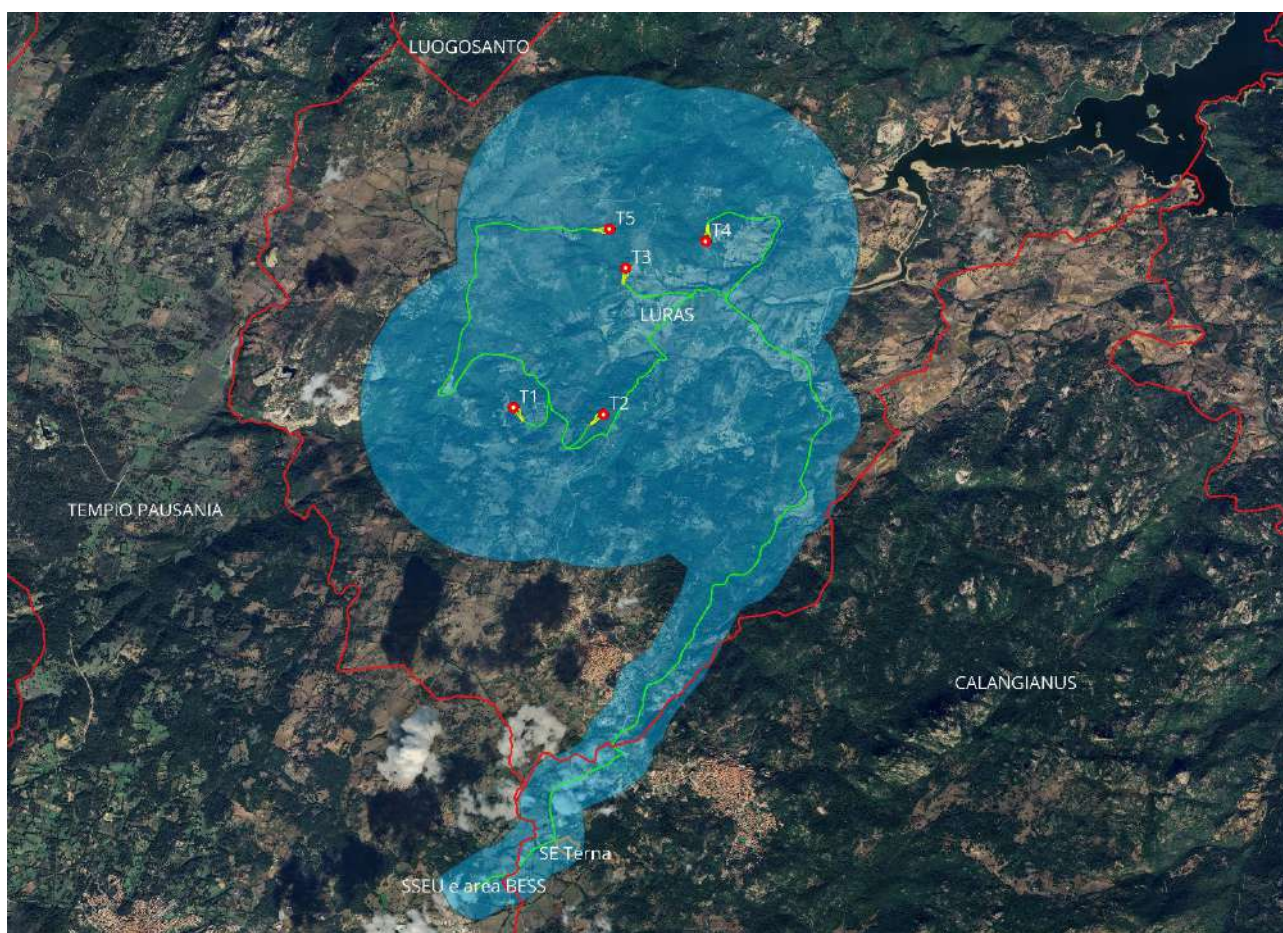 LUOGOSANTO
T5
T4
T3
LURAS
T1
T2
TEMPIO PAUSANIA
CALANGIANUS
SE Terna
SSEU e area BESS